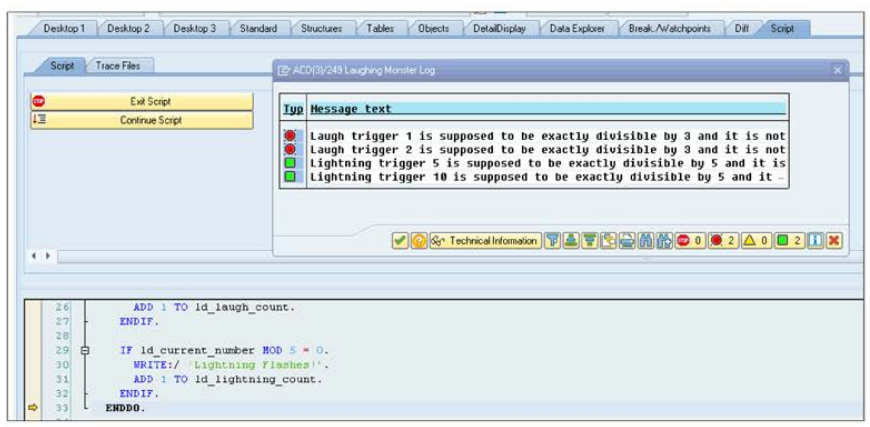 Desktop 1 Desktop 2 Desktop 3 Standard Structures Tables Objects DetailDisplay Data Explorer Break./Watchpoints Diff Script
Script Trace Files
ACD(3)/249 Laughing Monster Log
Exit Script
Continue Script
Typ Message text
Laugh trigger 1 is supposed to be exactly divisible by 3 and it is not
Laugh trigger 2 is supposed to be exactly divisible by 3 and it is not
Lightning trigger 5 is supposed to be exactly divisible by 5 and it is
Lightning trigger 10 is supposed to be exactly divisible by 5 and it
Technical Information 0 2 0 2
26 ADD 1 TO ld_laugh_count.
27 ENDIF.
28
29 IF ld_current_number MOD 5 = 0.
30 WRITE:/ 'Lightning Flashes!'.
31 ADD 1 TO ld_lightning_count.
32 ENDIF.
33 ENDDO.